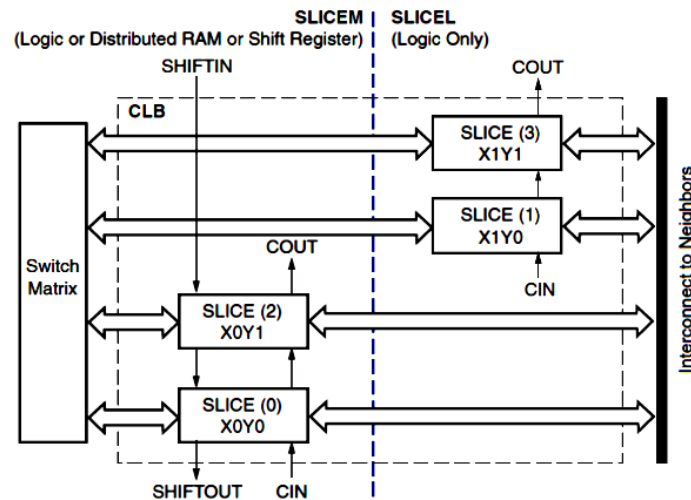 SLICEM
(Logic or Distributed RAM or Shift Register)
SLICEL
(Logic Only)
SHIFTIN
COUT
CLB
SLICE (3)
X1Y1
SLICE (1)
X1Y0
COUT
CIN
Switch
Matrix
SLICE (2)
X0Y1
SLICE (0)
X0Y0
SHIFTOUT
CIN
Interconnect to Neighbors